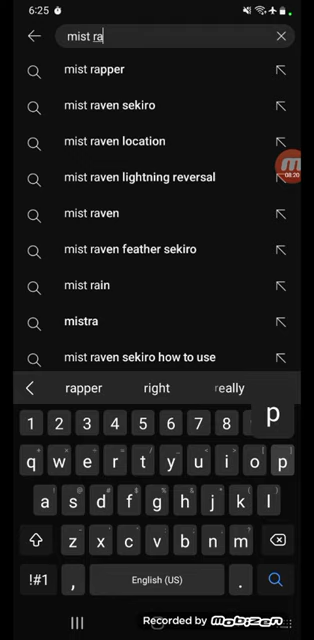 6:25
mist ra
mist rapper
mist raven sekiro
mist raven location
mist raven lightning reversal
08:20
mist raven
mist raven feather sekiro
mist rain
mistra
mist raven sekiro how to use
rapper right really
p
1 2 3 4 5 6 7 8
q w e r t y u i o p
a s d f g h j k l
z x c v b n m
!#1 , English (US) .
Recorded by Mobizen